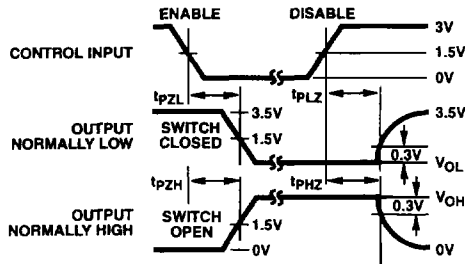 ENABLE DISABLE
CONTROL INPUT
3V
1.5V
0V
tPZL tPLZ
OUTPUT
NORMALLY LOW
SWITCH
CLOSED
3.5V
1.5V
3.5V
0.3V
VOL
tPZH tPHZ
OUTPUT
NORMALLY HIGH
SWITCH
OPEN
1.5V
0V
VOH
0.3V
0V